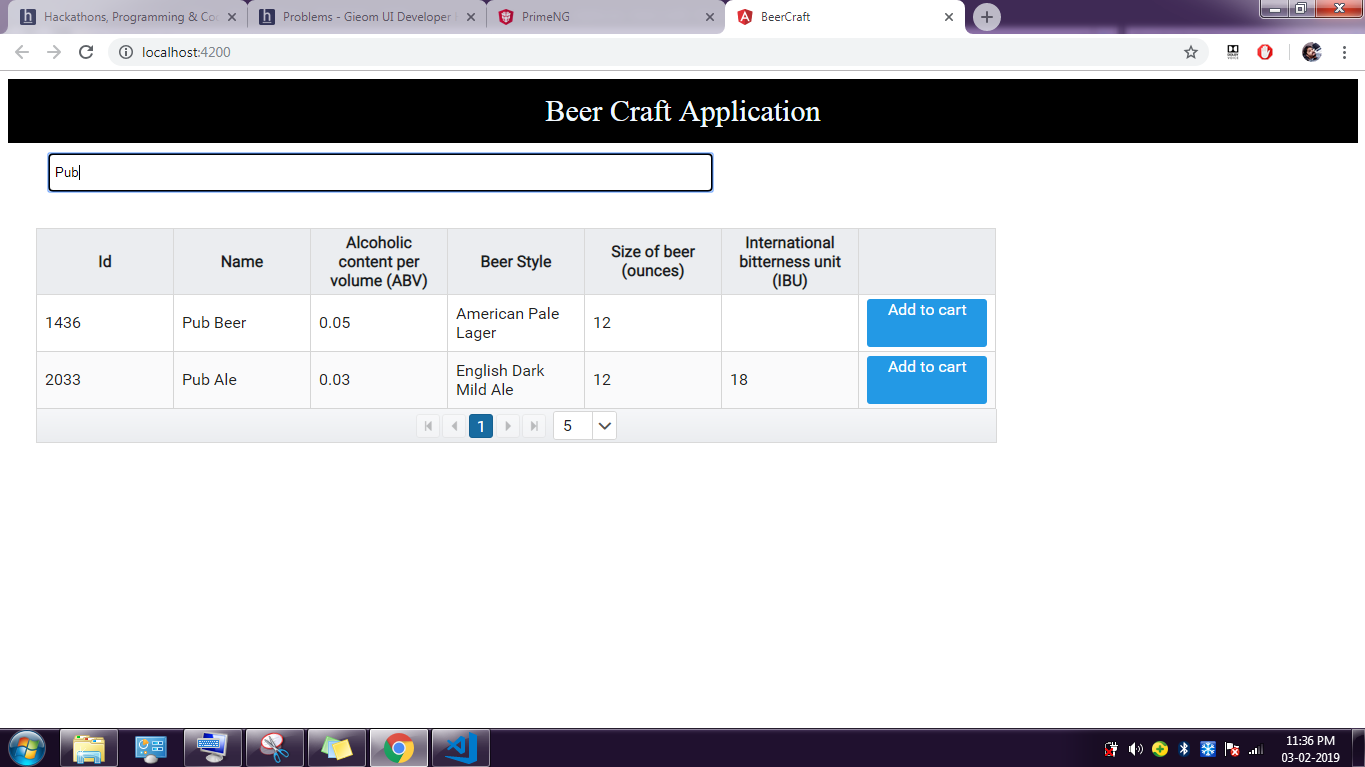 Hackathons, Programming & Co
Problems - Gieom UI Developer
PrimeNG
BeerCraft
localhost:4200
Beer Craft Application
Pub
Id
Name
Alcoholic
content per
volume (ABV)
Beer Style
Size of beer
(ounces)
International
bitterness unit
(IBU)
1436
Pub Beer
0.05
American Pale
Lager
12
Add to cart
2033
Pub Ale
0.03
English Dark
Mild Ale
12
18
Add to cart
1
5
11:36 PM
03-02-2019